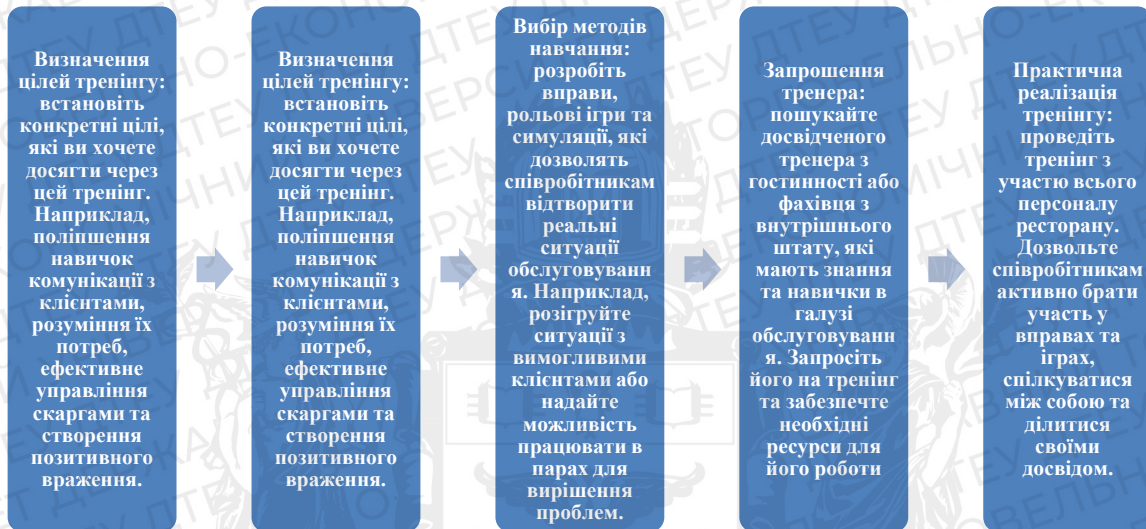 Визначення
цілей тренінгу:
встановіть
конкретні цілі,
які ви хочете
досягти через
цей тренінг.
Наприклад,
поліпшення
навичок
комунікації з
клієнтами,
розуміння їх
потреб,
ефективне
управління
скаргами та
створення
позитивного
враження.
Визначення
цілей тренінгу:
встановіть
конкретні цілі,
які ви хочете
досягти через
цей тренінг.
Наприклад,
поліпшення
навичок
комунікації з
клієнтами,
розуміння їх
потреб,
ефективне
управління
скаргами та
створення
позитивного
враження.
Вибір методів
навчання:
розробіть
вправи,
рольові ігри та
симуляції, які
дозволять
співробітникам
відтворити
реальні
ситуації
обслуговуванн
я. Наприклад,
розігруйте
ситуації з
вимогливими
клієнтами або
надайте
можливість
працювати в
парах для
вирішення
проблем.
Запрошення
тренера:
пошукайте
досвідченого
тренера з
гостинності або
фахівця з
внутрішнього
штату, які
мають знання
та навички в
галузі
обслуговуванн
я. Запросіть
його на тренінг
та забезпечте
необхідні
ресурси для
його роботи
Практична
реалізація
тренінгу:
проведіть
тренінг з
участю всього
персоналу
ресторану.
Дозвольте
співробітникам
активно брати
участь у
вправах та
іграх,
спілкуватися
між собою та
ділитися
своїми
досвідом.